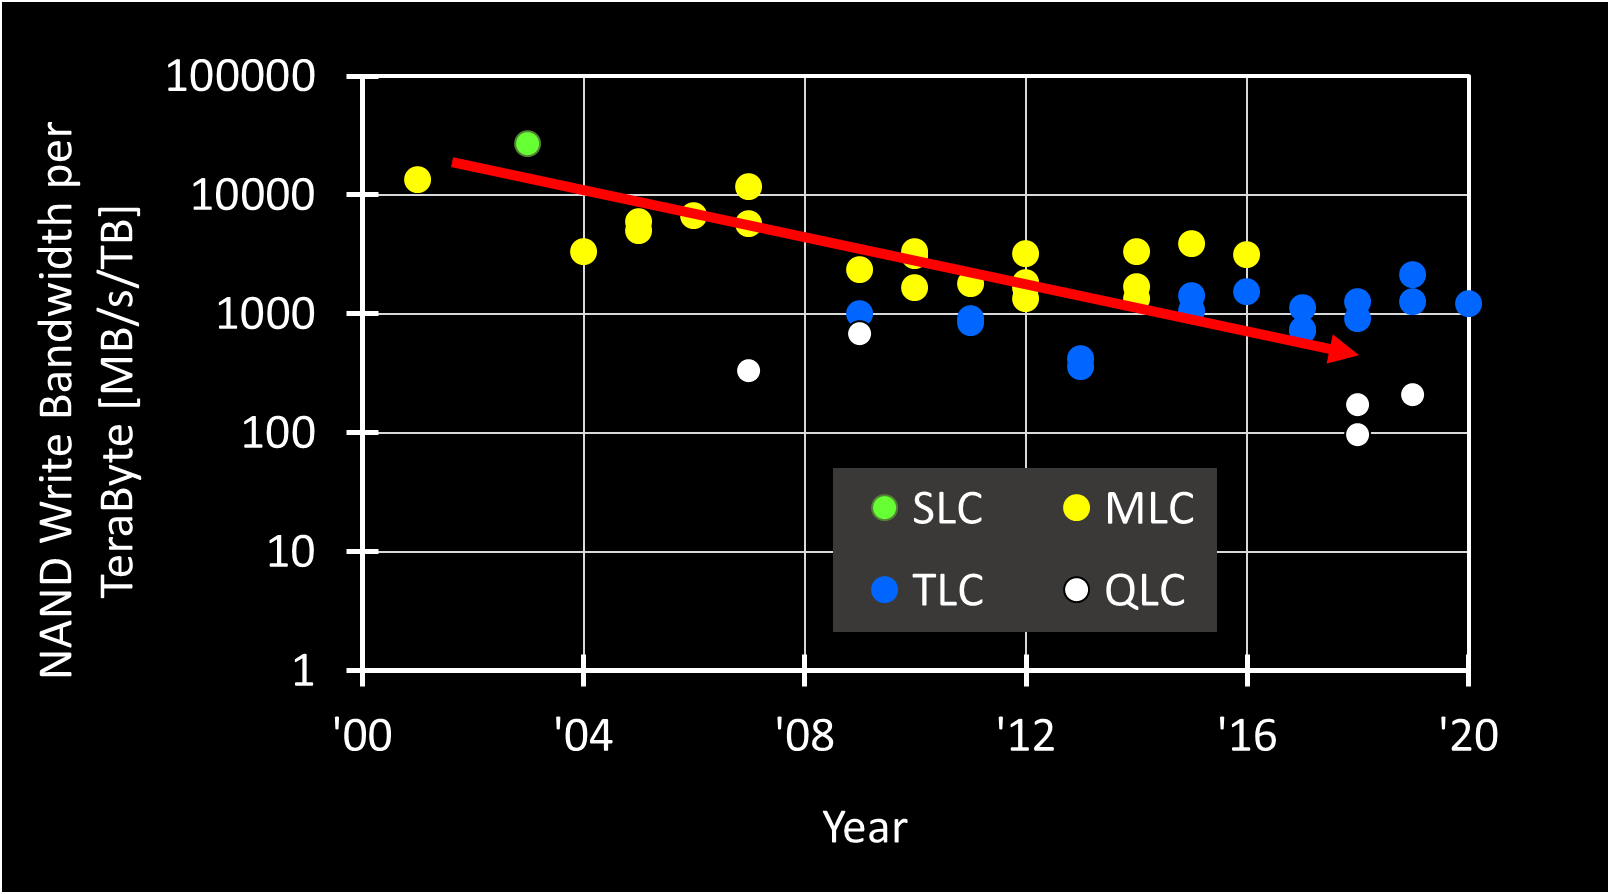 NAND Write Bandwidth per
TeraByte [MB/s/TB]
100000
10000
1000
100
10
1
SLC MLC
TLC QLC
'00 '04 '08 '12 '16 '20
Year